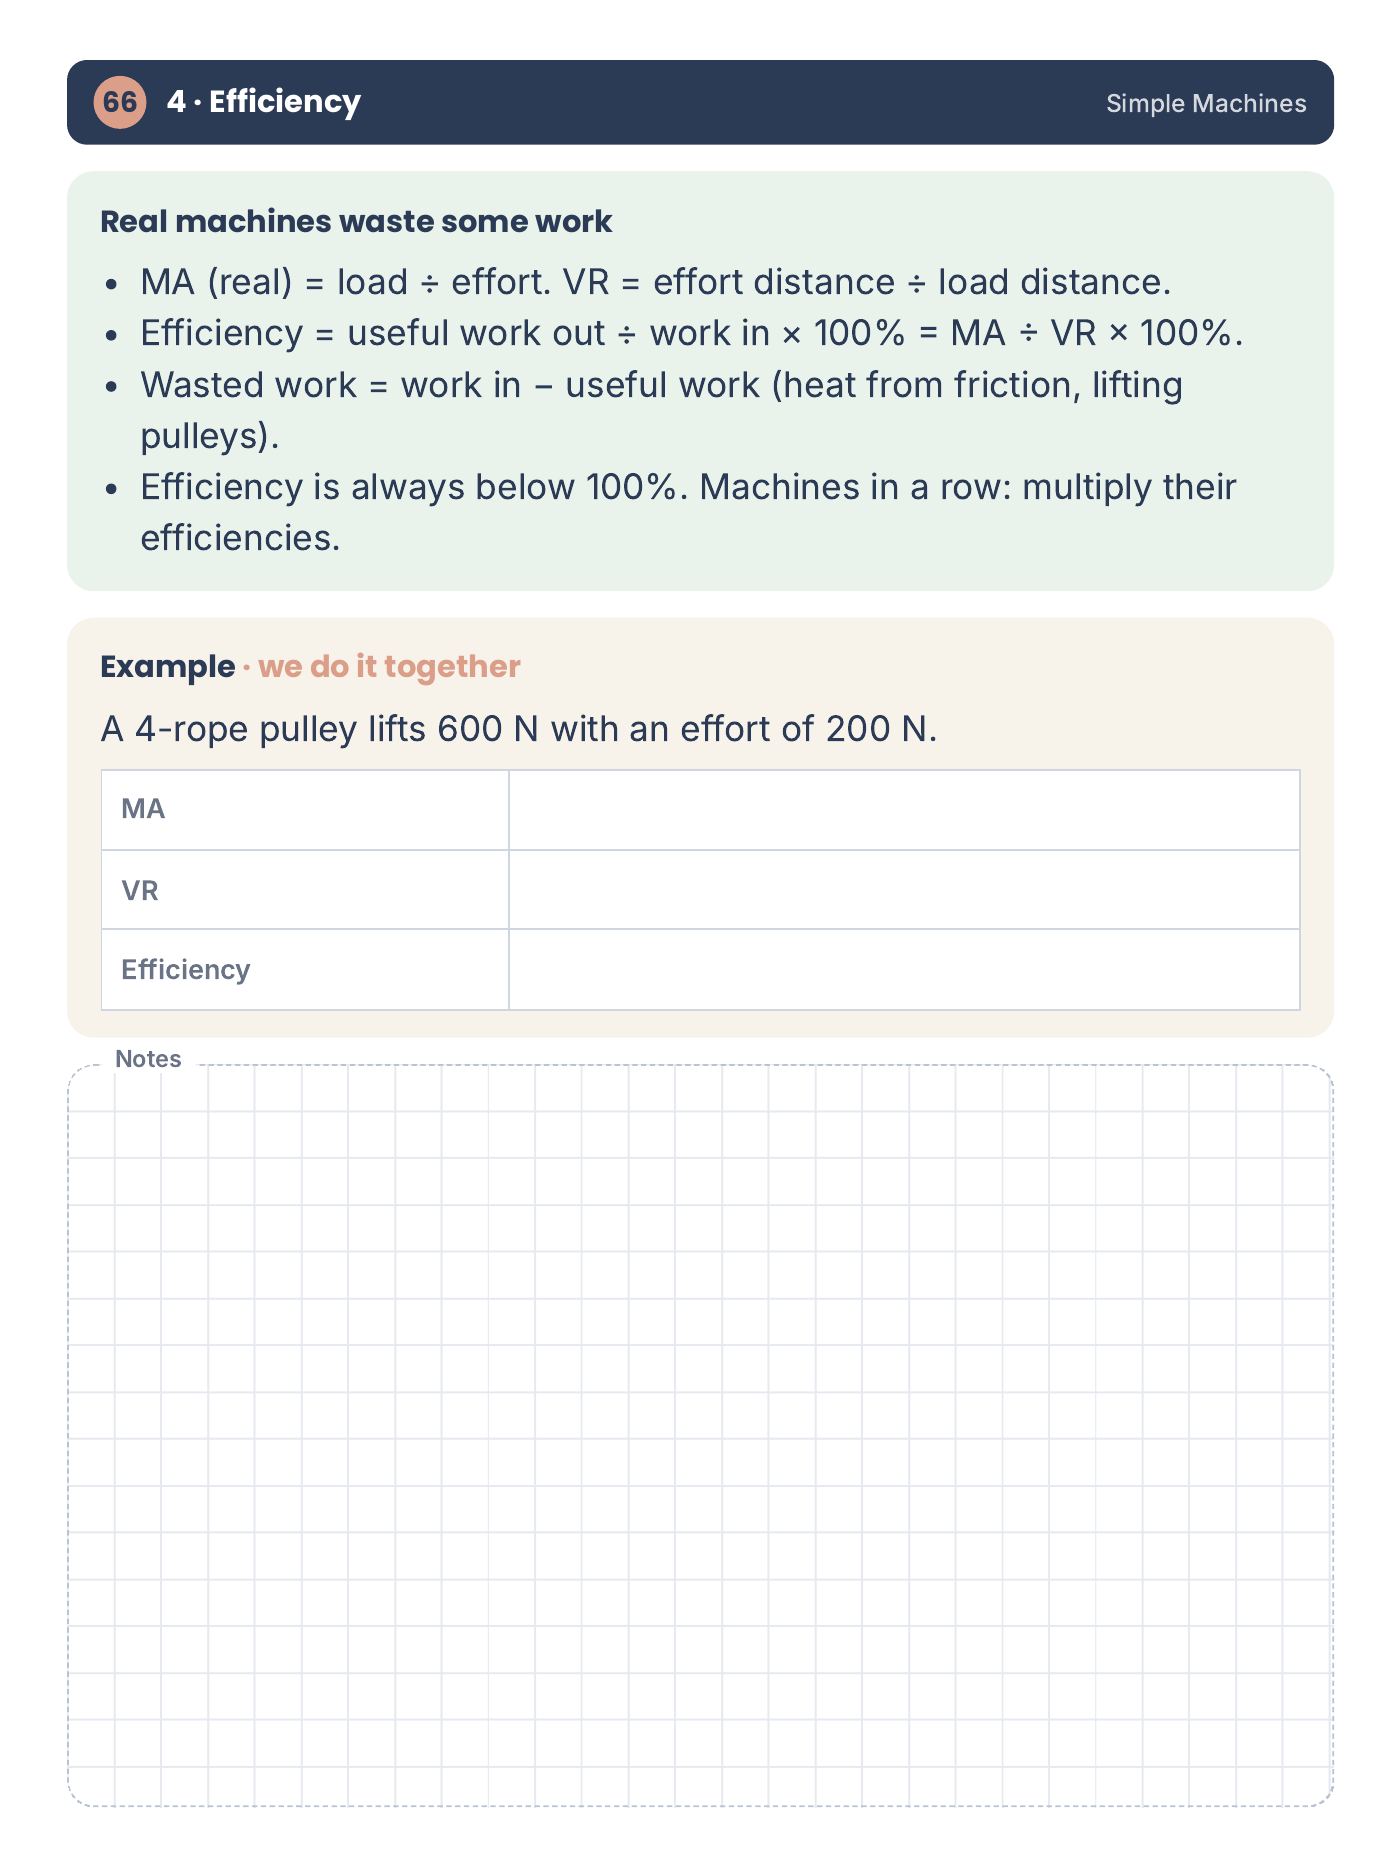 66 4 · Efficiency Simple Machines
Real machines waste some work
• MA (real) = load ÷ effort. VR = effort distance ÷ load distance.
• Efficiency = useful work out ÷ work in × 100% = MA ÷ VR × 100%.
• Wasted work = work in − useful work (heat from friction, lifting
pulleys).
• Efficiency is always below 100%. Machines in a row: multiply their
efficiencies.
Example · we do it together
A 4-rope pulley lifts 600 N with an effort of 200 N.
MA
VR
Efficiency
Notes